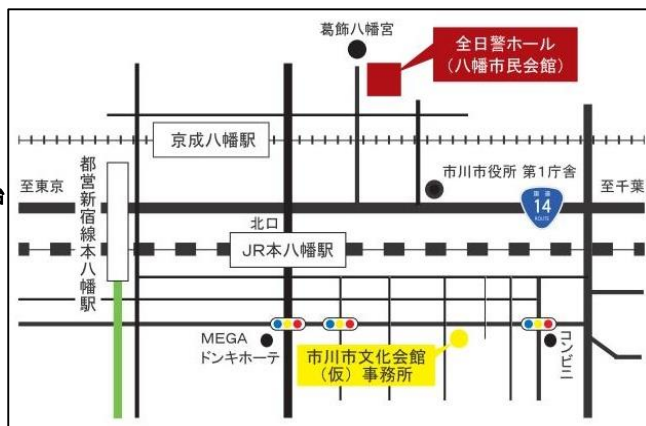 葛飾八幡宮
全日警ホール
(八幡市民会館)
京成八幡駅
市川市役所 第1庁舎
至東京
都営新宿線本八幡駅
国道
14
ROUTE
至千葉
北口
JR本八幡駅
MEGA
ドンキホーテ
市川市文化会館
(仮)事務所
コンビニ